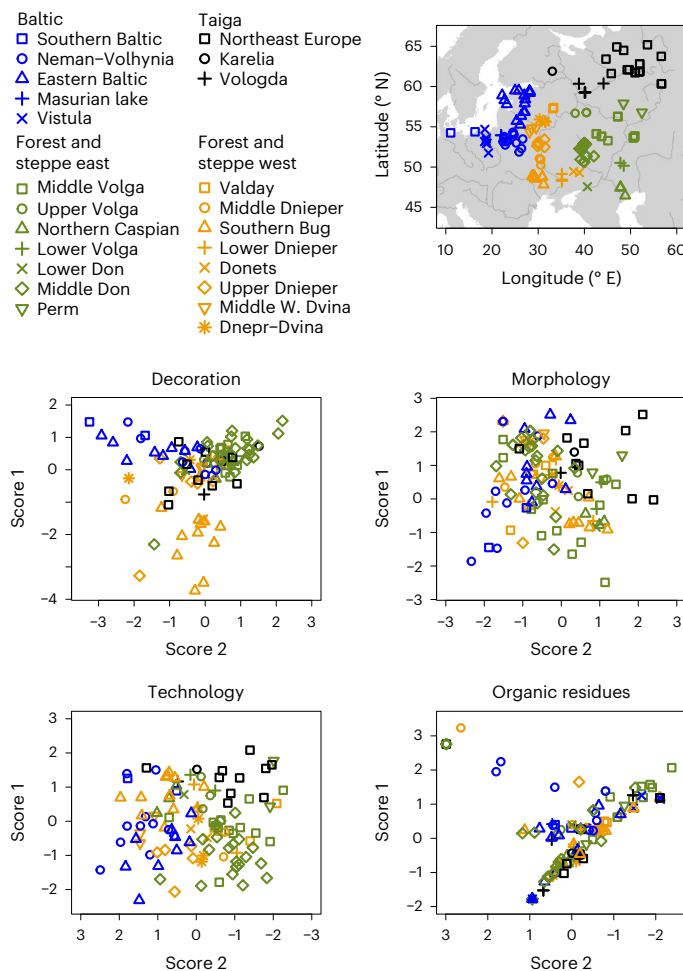 Baltic
Southern Baltic
Neman–Volhynia
Eastern Baltic
Masurian lake
Vistula
Taiga
Northeast Europe
Karelia
Vologda
Forest and
steppe east
Middle Volga
Upper Volga
Northern Caspian
Lower Volga
Lower Don
Middle Don
Perm
Forest and
steppe west
Valday
Middle Dnieper
Southern Bug
Lower Dnieper
Donets
Upper Dnieper
Middle W. Dvina
Dnepr–Dvina
Latitude (° N)
65
60
55
50
45
10 20 30 40 50 60
Longitude (° E)
Decoration
Score 1
2
1
0
−2
−4
−3 −2 −1 0 1 2 3
Score 2
Morphology
Score 1
3
2
1
0
−1
−2
−3
−3 −2 −1 0 1 2 3
Score 2
Technology
Score 1
2
1
0
−1
−2
3 2 1 0 −1 −2 −3
Score 2
Organic residues
Score 1
3
2
1
0
−1
−2
3 2 1 0 −1 −2
Score 2